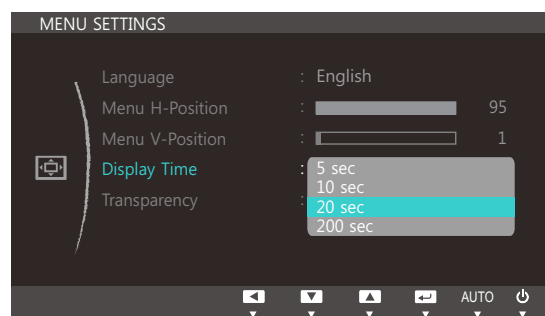 MENU SETTINGS
Language : English
Menu H-Position : 95
Menu V-Position : 1
Display Time : 5 sec
10 sec
Transparency : 20 sec
200 sec
AUTO